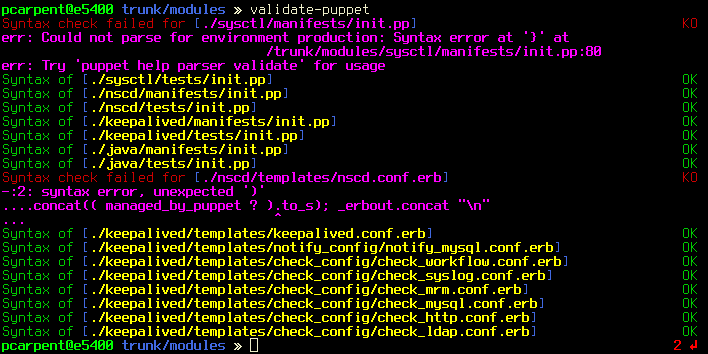 pcarpent@e5400 trunk/modules » validate-puppet
Syntax check failed for [./sysctl/manifests/init.pp] KO
err: Could not parse for environment production: Syntax error at '}' at
/trunk/modules/sysctl/manifests/init.pp:80
err: Try 'puppet help parser validate' for usage
Syntax of [./sysctl/tests/init.pp] OK
Syntax of [./nscd/manifests/init.pp] OK
Syntax of [./nscd/tests/init.pp] OK
Syntax of [./keepalived/manifests/init.pp] OK
Syntax of [./keepalived/tests/init.pp] OK
Syntax of [./java/manifests/init.pp] OK
Syntax of [./java/tests/init.pp] OK
Syntax check failed for [./nscd/templates/nscd.conf.erb] KO
-:2: syntax error, unexpected ')'
....concat(( managed_by_puppet ? ).to_s); _erbout.concat "\n"
... ^
Syntax of [./keepalived/templates/keepalived.conf.erb] OK
Syntax of [./keepalived/templates/notify_config/notify_mysql.conf.erb] OK
Syntax of [./keepalived/templates/check_config/check_workflow.conf.erb] OK
Syntax of [./keepalived/templates/check_config/check_syslog.conf.erb] OK
Syntax of [./keepalived/templates/check_config/check_mrm.conf.erb] OK
Syntax of [./keepalived/templates/check_config/check_mysql.conf.erb] OK
Syntax of [./keepalived/templates/check_config/check_http.conf.erb] OK
Syntax of [./keepalived/templates/check_config/check_ldap.conf.erb] OK
pcarpent@e5400 trunk/modules » 2 ↲